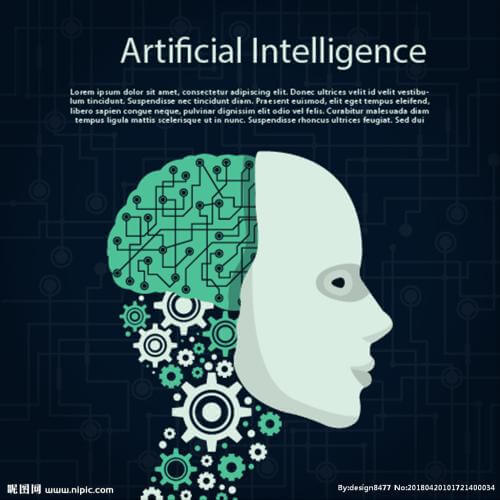 Artificial Intelligence
Lorem ipsum dolor sit amet, consectetur adipiscing elit. Donec ultrices velit id velit vestibu-
lum tincidunt. Suspendisse nec tincidunt diam. Praesent euismod, elit eget tempus eleifend,
libero sapien congue neque, pulvinar dignissim elit odio vel felis. Curabitur malesuada diam
tempus ligula mattis scelerisque ut in nunc. Suspendisse rhoncus ultrices feugiat. Sed dui
昵图网 www.nipic.com
By:design8477 No:20180420101721400034